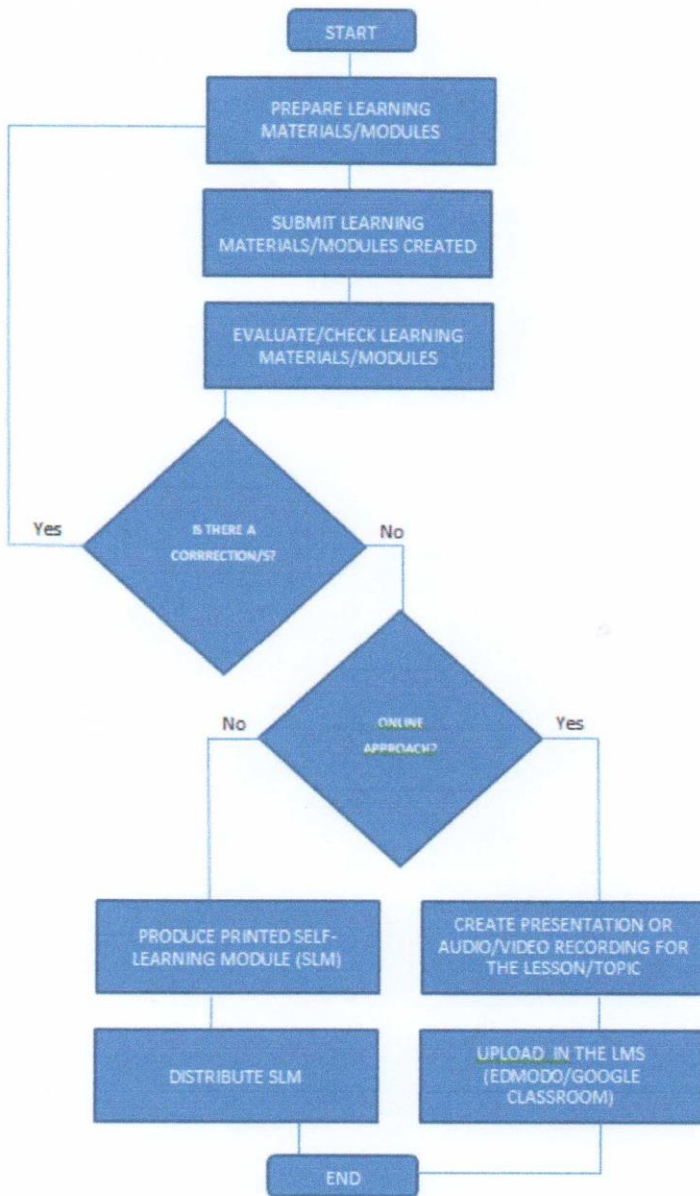 START
PREPARE LEARNING
MATERIALS/MODULES
SUBMIT LEARNING
MATERIALS/MODULES CREATED
EVALUATE/CHECK LEARNING
MATERIALS/MODULES
Yes
IS THERE A
CORRRECTION/S?
No
No
ONLINE
APPROACH?
Yes
PRODUCE PRINTED SELF-
LEARNING MODULE (SLM)
CREATE PRESENTATION OR
AUDIO/VIDEO RECORDING FOR
THE LESSON/TOPIC
DISTRIBUTE SLM
UPLOAD IN THE LMS
(EDMODO/GOOGLE
CLASSROOM)
END